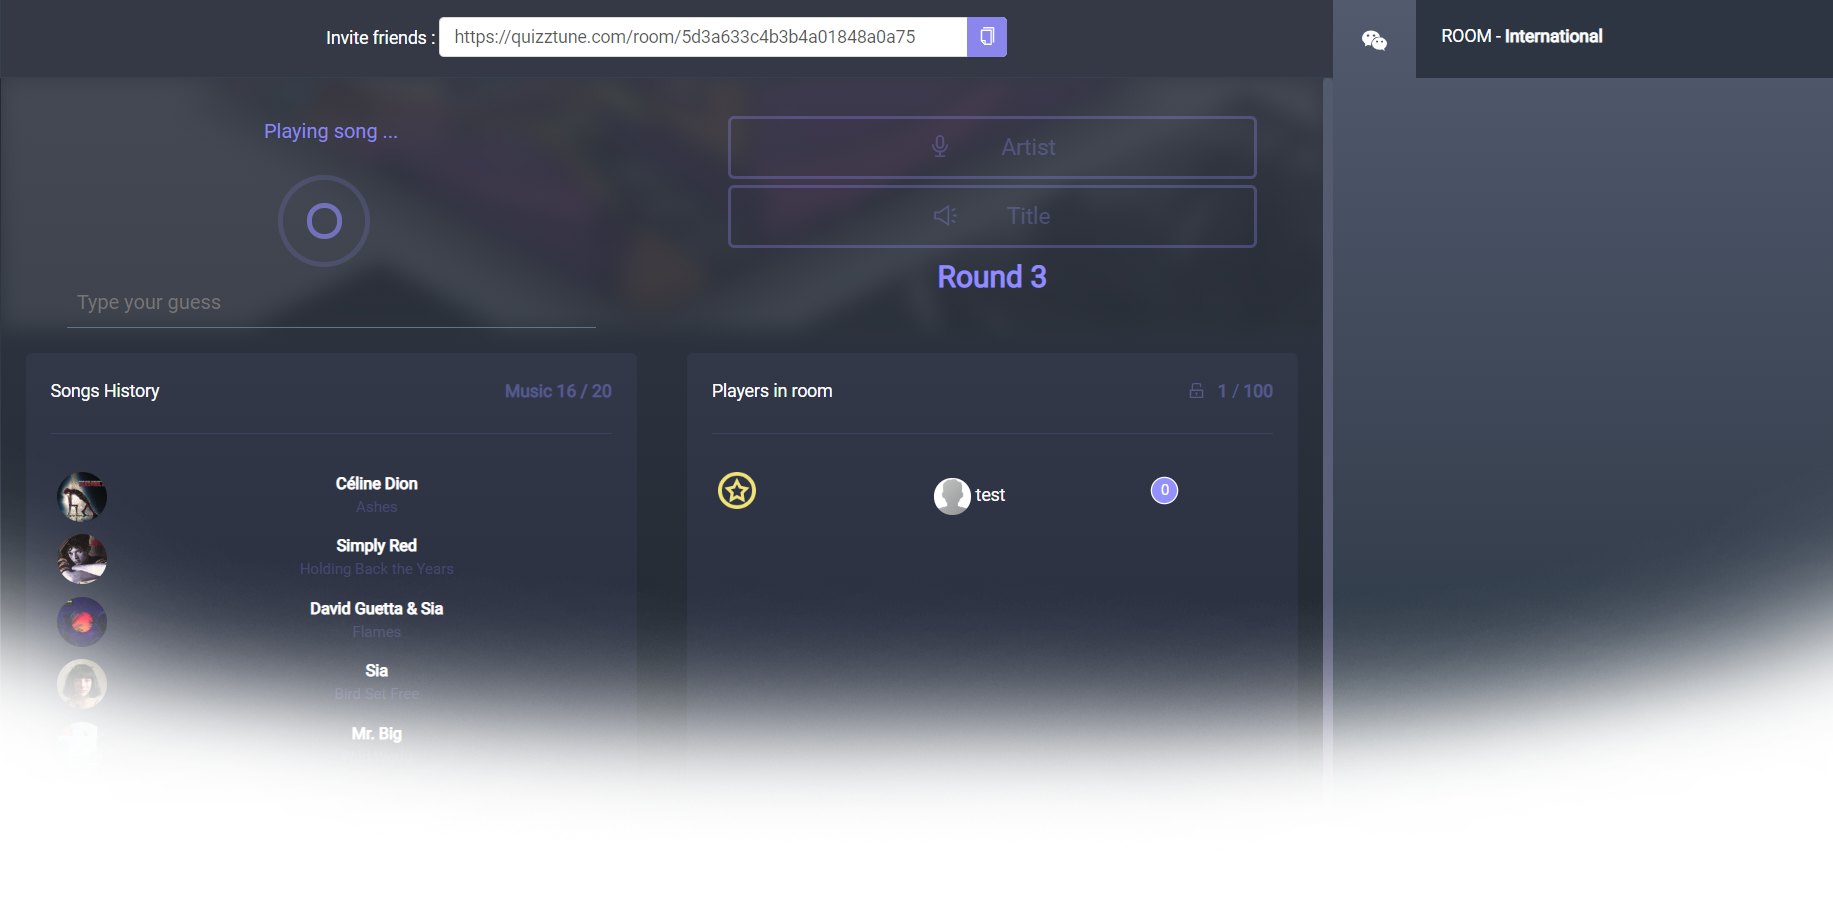 Invite friends : https://quizztune.com/room/5d3a633c4b3b4a01848a0a75
ROOM - International
Playing song ...
Artist
Title
Round 3
Type your guess
Songs History
Music 16 / 20
Céline Dion
Ashes
Simply Red
Holding Back the Years
David Guetta & Sia
Flames
Sia
Bird Set Free
Mr. Big
Players in room
1 / 100
test
0